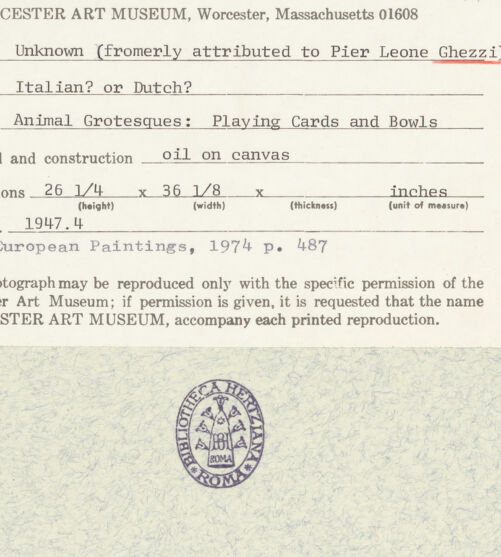 CESTER ART MUSEUM, Worcester, Massachusetts 01608
Unknown (fromerly attributed to Pier Leone Ghezzi)
Italian? or Dutch?
Animal Grotesques: Playing Cards and Bowls
l and construction oil on canvas
ons 26 1/4 x 36 1/8 x inches
(height) (width) (thickness) (unit of measure)
1947.4
European Paintings, 1974 p. 487
otograph may be reproduced only with the specific permission of the
er Art Museum; if permission is given, it is requested that the name
STER ART MUSEUM, accompany each printed reproduction.
BIBLIOTHECA HERTZIANA
BH
ROMA
ROMA